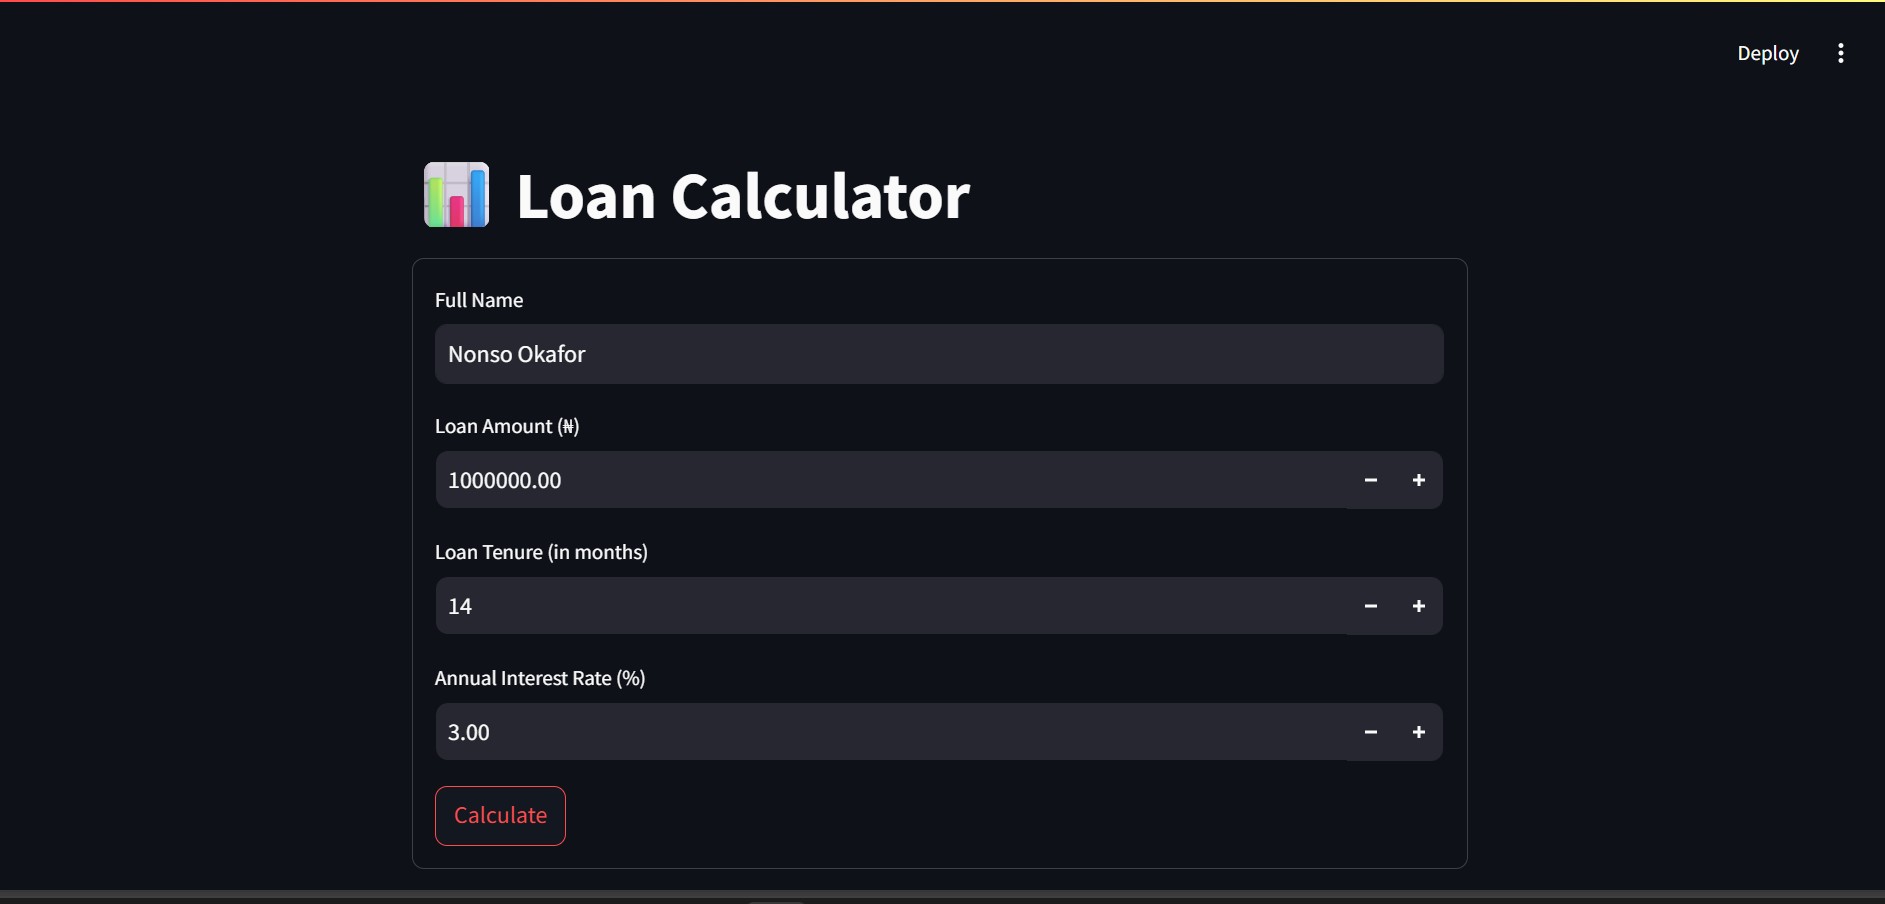 Deploy
Loan Calculator
Full Name
Nonso Okafor
Loan Amount (₦)
1000000.00
Loan Tenure (in months)
14
Annual Interest Rate (%)
3.00
Calculate